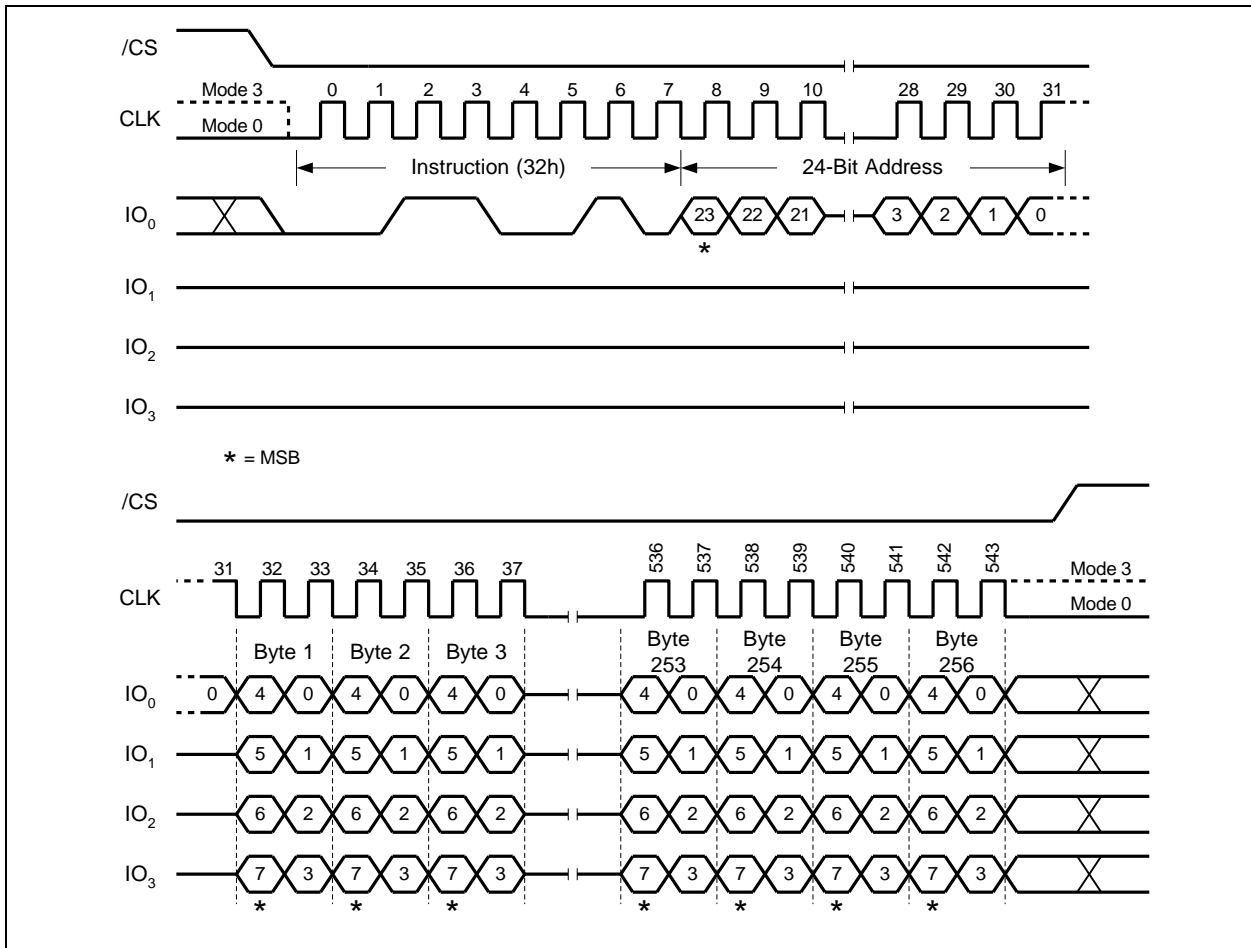 /CS
Mode 3 0 1 2 3 4 5 6 7 8 9 10 28 29 30 31
CLK
Mode 0
Instruction (32h) 24-Bit Address
IO0 23 22 21 3 2 1 0
*
IO1
IO2
IO3
* = MSB
/CS
31 32 33 34 35 36 37 536 537 538 539 540 541 542 543 Mode 3
CLK
Mode 0
Byte 1 Byte 2 Byte 3 Byte 253 Byte 254 Byte 255 Byte 256
IO0 0 4 0 4 0 4 0 4 0 4 0 4 0 4 0
IO1 5 1 5 1 5 1 5 1 5 1 5 1 5 1
IO2 6 2 6 2 6 2 6 2 6 2 6 2 6 2
IO3 7 3 7 3 7 3 7 3 7 3 7 3 7 3
* * * * * * *